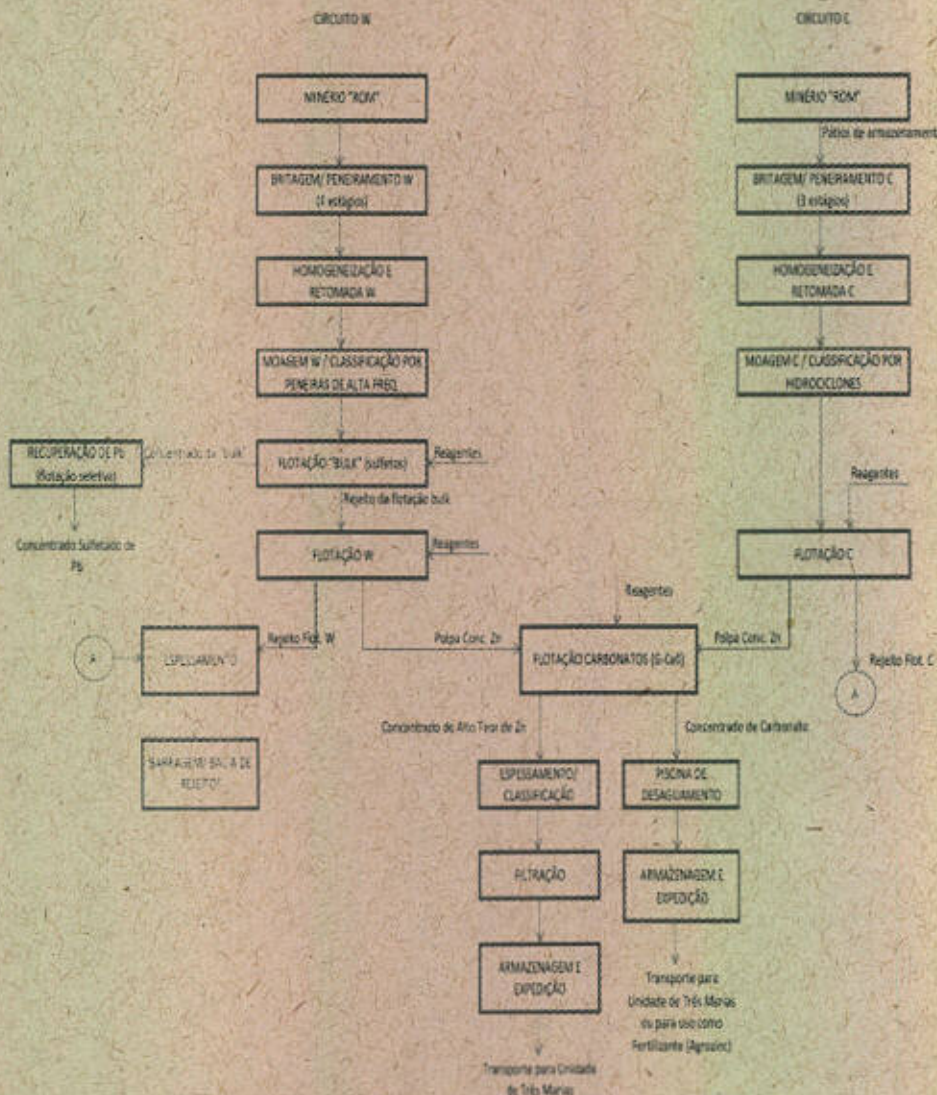 CIRCUITO W
CIRCUITO C
MINÉRIO "ROM"
MINÉRIO "ROM"
Pátios de armazenament
BRITAGEM/ PENEIRAMENTO W
(4 estágios)
BRITAGEM/ PENEIRAMENTO C
(3 estágios)
HOMOGENEIZAÇÃO E
RETOMADA W
HOMOGENEIZAÇÃO E
RETOMADA C
MOAGEM W / CLASSIFICAÇÃO POR
PENEIRAS DE ALTA FREQ.
MOAGEM C / CLASSIFICAÇÃO POR
HIDROCICLONES
RECUPERAÇÃO DE Pb
(flotação seletiva)
Concentrado da "bulk"
FLOTAÇÃO "BULK" (sulfetos)
Reagentes
Reagentes
Rejeito da flotação bulk
Concentrado Sulfetado de
Pb
FLOTAÇÃO W
Reagentes
FLOTAÇÃO C
Reagentes
A
ESPESSAMENTO
Rejeito Flot. W
Polpa Conc. Zn
FLOTAÇÃO CARBONATOS (G-Cell)
Polpa Conc. Zn
Rejeito Flot. C
A
Concentrado de Alto Teor de Zn
Concentrado de Carbonato
"BARRAGEM/ BACIA DE
REJEITO"
ESPESSAMENTO/
CLASSIFICAÇÃO
PISCINA DE
DESAGUAMENTO
FILTRAÇÃO
ARMAZENAGEM E
EXPEDIÇÃO
ARMAZENAGEM E
EXPEDIÇÃO
Transporte para
Unidade de Três Marias
ou para uso como
Fertilizante (Agrozinc)
Transporte para Unidade
de Três Marias